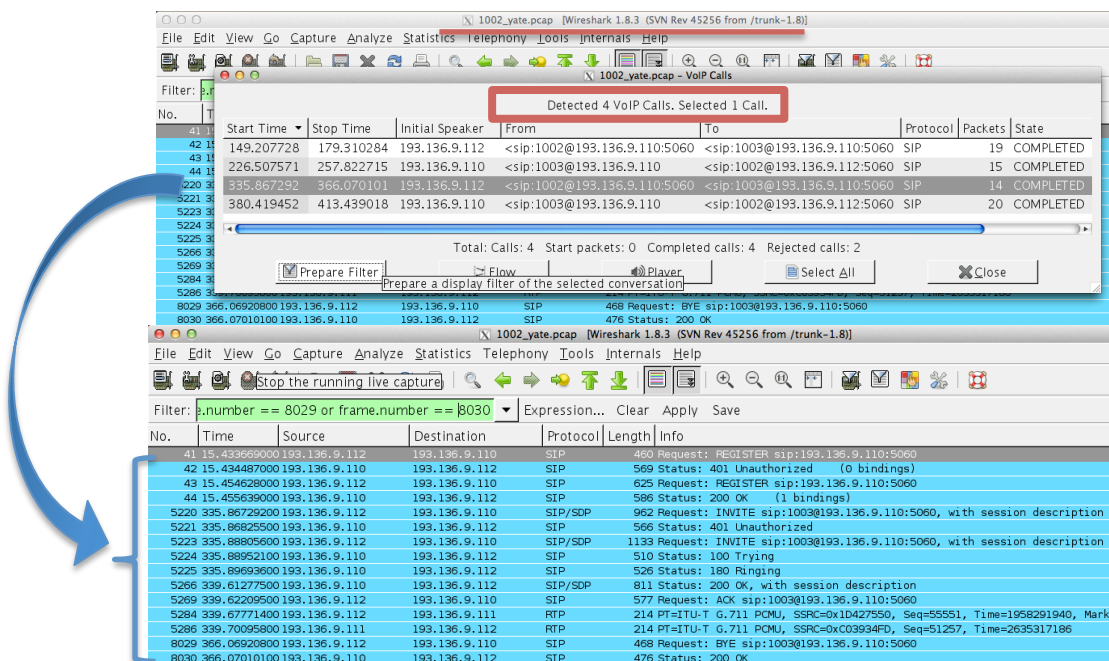 1002_yate.pcap [Wireshark 1.8.3 (SVN Rev 45256 from /trunk-1.8)]
File Edit View Go Capture Analyze Statistics Telephony Tools Internals Help
1002_yate.pcap - VoIP Calls
Filter:
Detected 4 VoIP Calls. Selected 1 Call.
No.
Start Time Stop Time Initial Speaker From To Protocol Packets State
149.207728 179.310284 193.136.9.112 <sip:1002@193.136.9.110:5060 <sip:1003@193.136.9.110:5060 SIP 19 COMPLETED
226.507571 257.822715 193.136.9.110 <sip:1003@193.136.9.110 <sip:1002@193.136.9.112:5060 SIP 15 COMPLETED
335.867292 366.070101 193.136.9.112 <sip:1002@193.136.9.110:5060 <sip:1003@193.136.9.110:5060 SIP 14 COMPLETED
380.419452 413.439018 193.136.9.110 <sip:1003@193.136.9.110 <sip:1002@193.136.9.112:5060 SIP 20 COMPLETED
Total: Calls: 4 Start packets: 0 Completed calls: 4 Rejected calls: 2
Prepare Filter Flow Player Select All Close
Prepare a display filter of the selected conversation
8029 366.06920800 193.136.9.112 193.136.9.110 SIP 468 Request: BYE sip:1003@193.136.9.110:5060
8030 366.07010100 193.136.9.110 193.136.9.112 SIP 476 Status: 200 OK
1002_yate.pcap [Wireshark 1.8.3 (SVN Rev 45256 from /trunk-1.8)]
File Edit View Go Capture Analyze Statistics Telephony Tools Internals Help
Stop the running live capture
Filter: e.number == 8029 or frame.number == 8030 Expression... Clear Apply Save
No. Time Source Destination Protocol Length Info
41 15.433669000 193.136.9.112 193.136.9.110 SIP 460 Request: REGISTER sip:193.136.9.110:5060
42 15.434487000 193.136.9.110 193.136.9.112 SIP 569 Status: 401 Unauthorized (0 bindings)
43 15.454628000 193.136.9.112 193.136.9.110 SIP 625 Request: REGISTER sip:193.136.9.110:5060
44 15.455639000 193.136.9.110 193.136.9.112 SIP 586 Status: 200 OK (1 bindings)
5220 335.86729200 193.136.9.112 193.136.9.110 SIP/SDP 962 Request: INVITE sip:1003@193.136.9.110:5060, with session description
5221 335.86825500 193.136.9.110 193.136.9.112 SIP 566 Status: 401 Unauthorized
5223 335.88805600 193.136.9.112 193.136.9.110 SIP/SDP 1133 Request: INVITE sip:1003@193.136.9.110:5060, with session description
5224 335.88952100 193.136.9.110 193.136.9.112 SIP 510 Status: 100 Trying
5225 335.89693600 193.136.9.110 193.136.9.112 SIP 526 Status: 180 Ringing
5266 339.61277500 193.136.9.110 193.136.9.112 SIP/SDP 811 Status: 200 OK, with session description
5269 339.62209500 193.136.9.112 193.136.9.110 SIP 577 Request: ACK sip:1003@193.136.9.110:5060
5284 339.67771400 193.136.9.112 193.136.9.111 RTP 214 PT=ITU-T G.711 PCMU, SSRC=0x1D427550, Seq=55551, Time=1958291940, Mark
5286 339.70095800 193.136.9.111 193.136.9.112 RTP 214 PT=ITU-T G.711 PCMU, SSRC=0xC03934FD, Seq=51257, Time=2635317186
8029 366.06920800 193.136.9.112 193.136.9.110 SIP 468 Request: BYE sip:1003@193.136.9.110:5060
8030 366.07010100 193.136.9.110 193.136.9.112 SIP 476 Status: 200 OK